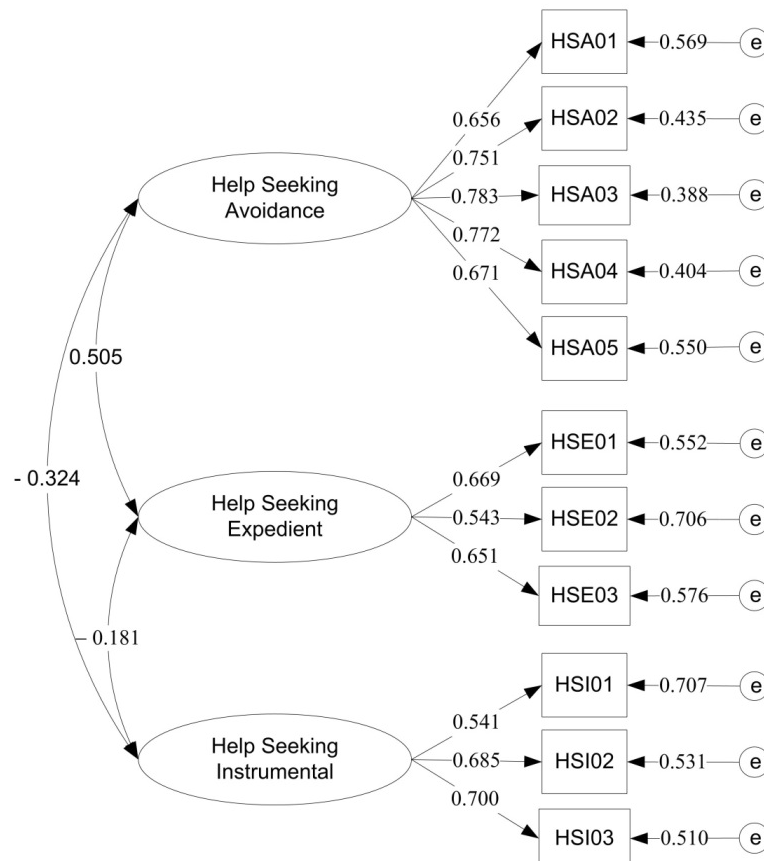 HSA01
0.569
e
0.656
HSA02
0.435
e
0.751
Help Seeking
Avoidance
0.783
HSA03
0.388
e
0.772
HSA04
0.404
e
0.671
HSA05
0.550
e
0.505
HSE01
0.552
e
0.669
- 0.324
Help Seeking
Expedient
0.543
HSE02
0.706
e
0.651
HSE03
0.576
e
– 0.181
HSI01
0.707
e
0.541
Help Seeking
Instrumental
0.685
HSI02
0.531
e
0.700
HSI03
0.510
e